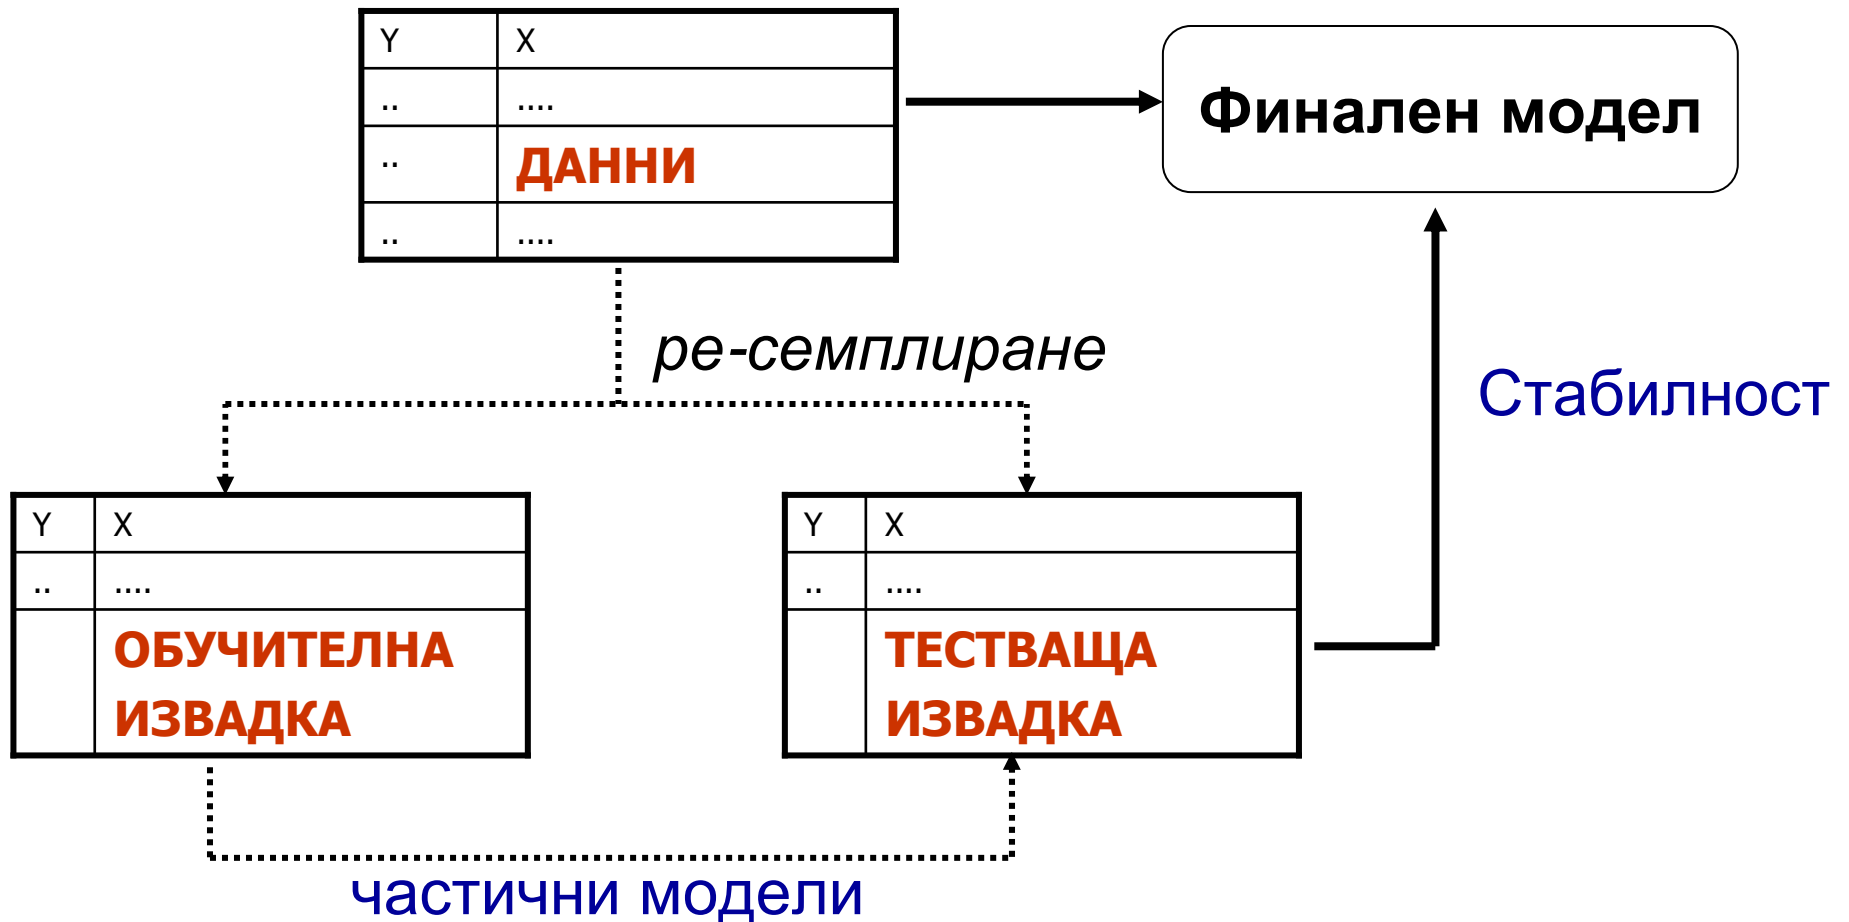 Y X
.. ....
Финален модел
.. ДАННИ
.. ....
ре-семплиране
Стабилност
Y X
.. ....
ОБУЧИТЕЛНА
ИЗВАДКА
Y X
.. ....
ТЕСТВАЩА
ИЗВАДКА
частични модели